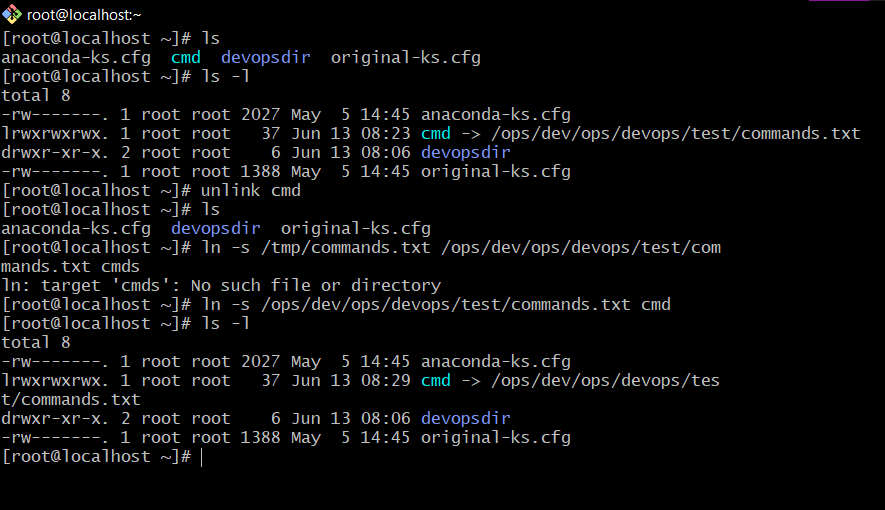 root@localhost:~
[root@localhost ~]# ls
anaconda-ks.cfg  cmd  devopsdir  original-ks.cfg
[root@localhost ~]# ls -l
total 8
-rw-------. 1 root root 2027 May  5 14:45 anaconda-ks.cfg
lrwxrwxrwx. 1 root root   37 Jun 13 08:23 cmd -> /ops/dev/ops/devops/test/commands.txt
drwxr-xr-x. 2 root root    6 Jun 13 08:06 devopsdir
-rw-------. 1 root root 1388 May  5 14:45 original-ks.cfg
[root@localhost ~]# unlink cmd
[root@localhost ~]# ls
anaconda-ks.cfg  devopsdir  original-ks.cfg
[root@localhost ~]# ln -s /tmp/commands.txt /ops/dev/ops/devops/test/com
mands.txt cmds
ln: target 'cmds': No such file or directory
[root@localhost ~]# ln -s /ops/dev/ops/devops/test/commands.txt cmd
[root@localhost ~]# ls -l
total 8
-rw-------. 1 root root 2027 May  5 14:45 anaconda-ks.cfg
lrwxrwxrwx. 1 root root   37 Jun 13 08:29 cmd -> /ops/dev/ops/devops/tes
t/commands.txt
drwxr-xr-x. 2 root root    6 Jun 13 08:06 devopsdir
-rw-------. 1 root root 1388 May  5 14:45 original-ks.cfg
[root@localhost ~]#